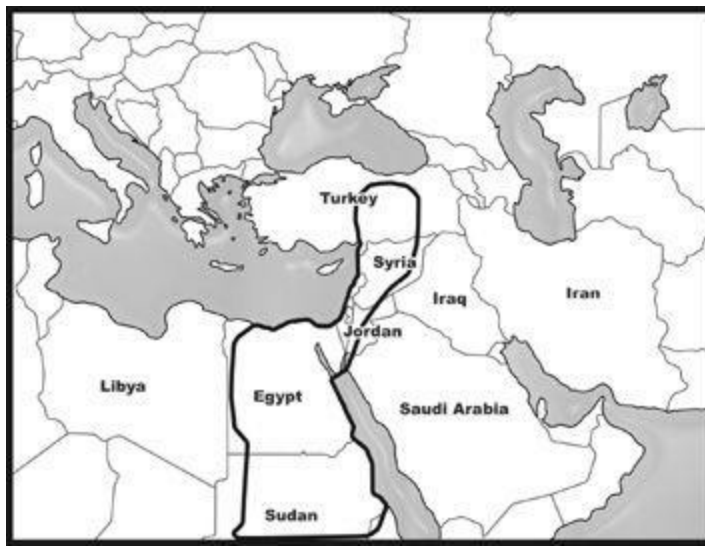 Turkey
Syria
Iraq
Iran
Jordan
Libya
Egypt
Saudi Arabia
Sudan